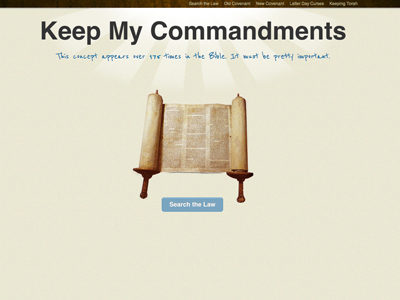 Search the Law Old Covenant New Covenant Latter Day Curses Keeping Torah
Keep My Commandments
This concept appears over 575 times in the Bible. It must be pretty important.
Search the Law